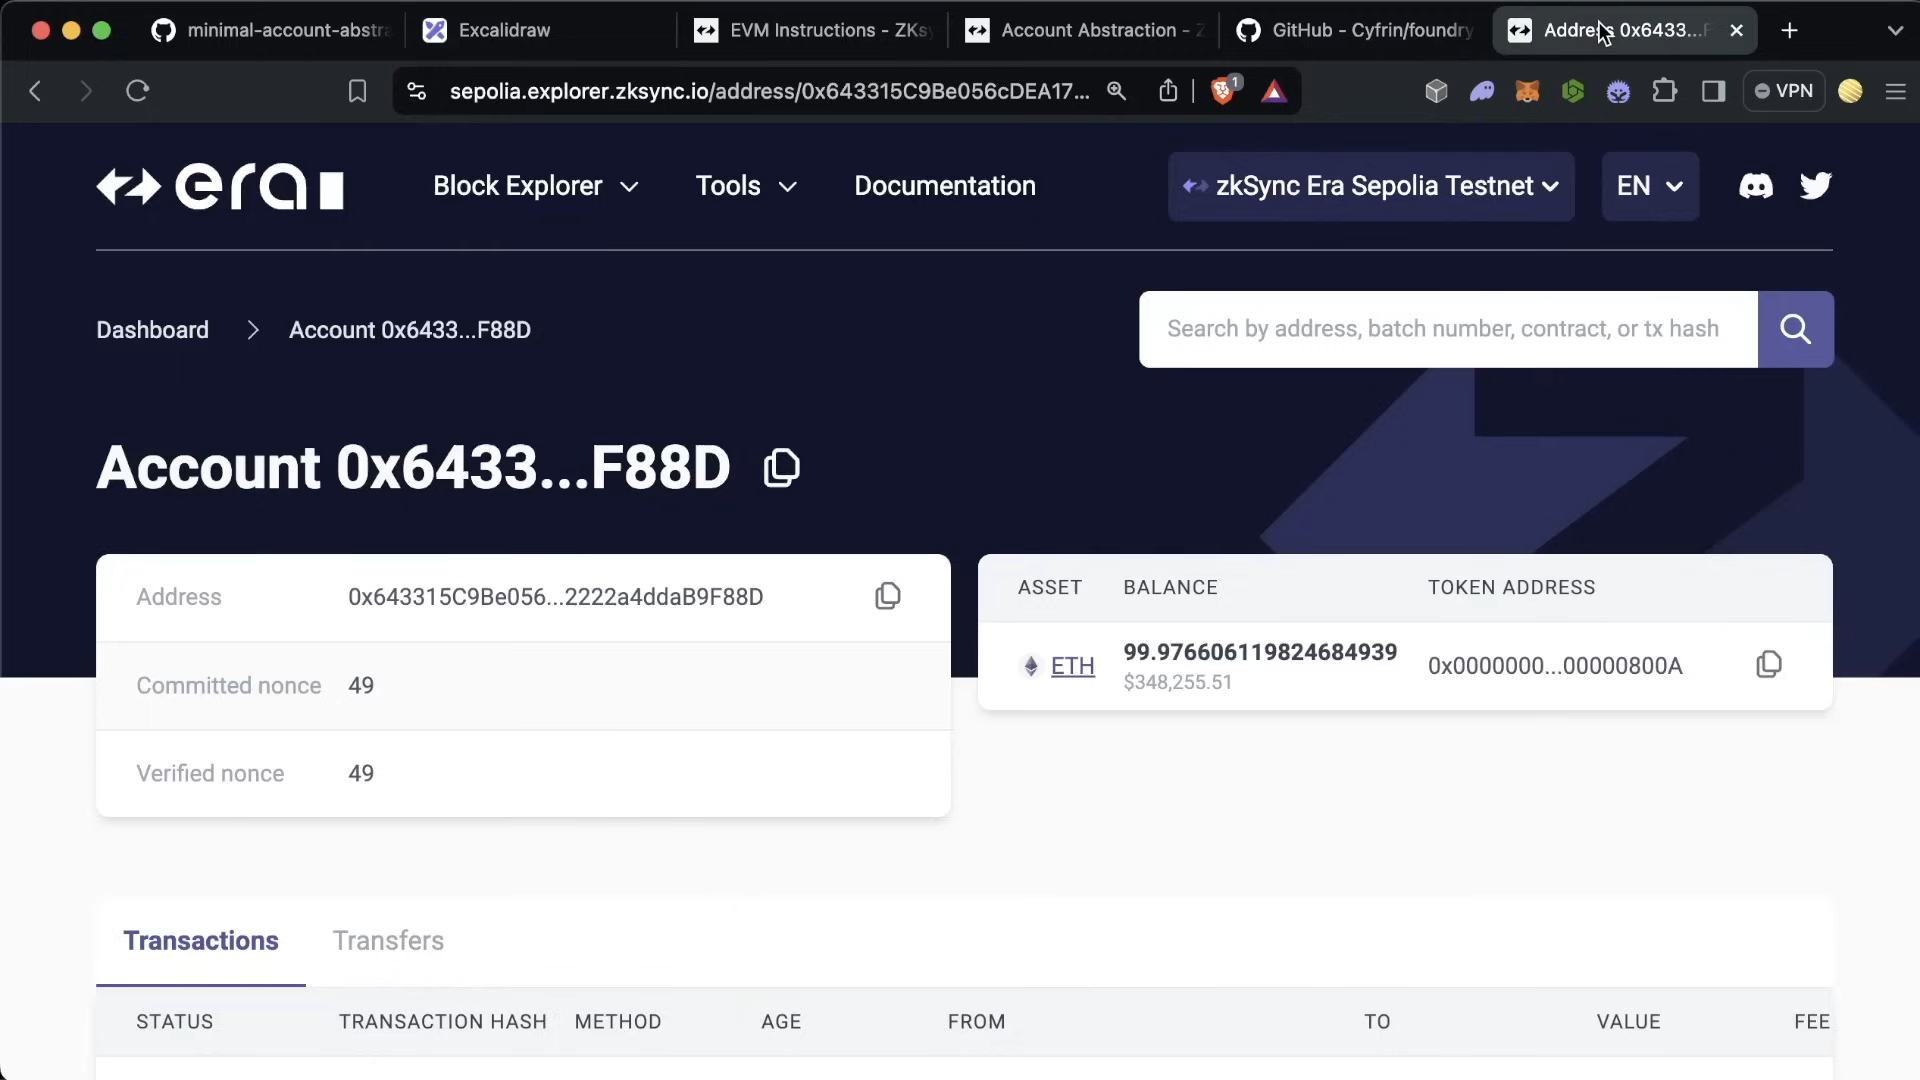 minimal-account-abstra
Excalidraw
EVM Instructions - ZKsy
Account Abstraction - Z
GitHub - Cyfrin/foundry
Address 0x6433...F
sepolia.explorer.zksync.io/address/0x643315C9Be056cDEA17...
1
VPN
era
Block Explorer
Tools
Documentation
zkSync Era Sepolia Testnet
EN
Dashboard
Account 0x6433...F88D
Search by address, batch number, contract, or tx hash
Account 0x6433...F88D
Address 0x643315C9Be056...2222a4ddaB9F88D
Committed nonce 49
Verified nonce 49
ASSET BALANCE TOKEN ADDRESS
ETH 99.976606119824684939 0x0000000...00000800A
$348,255.51
Transactions
Transfers
STATUS TRANSACTION HASH METHOD AGE FROM TO VALUE FEE